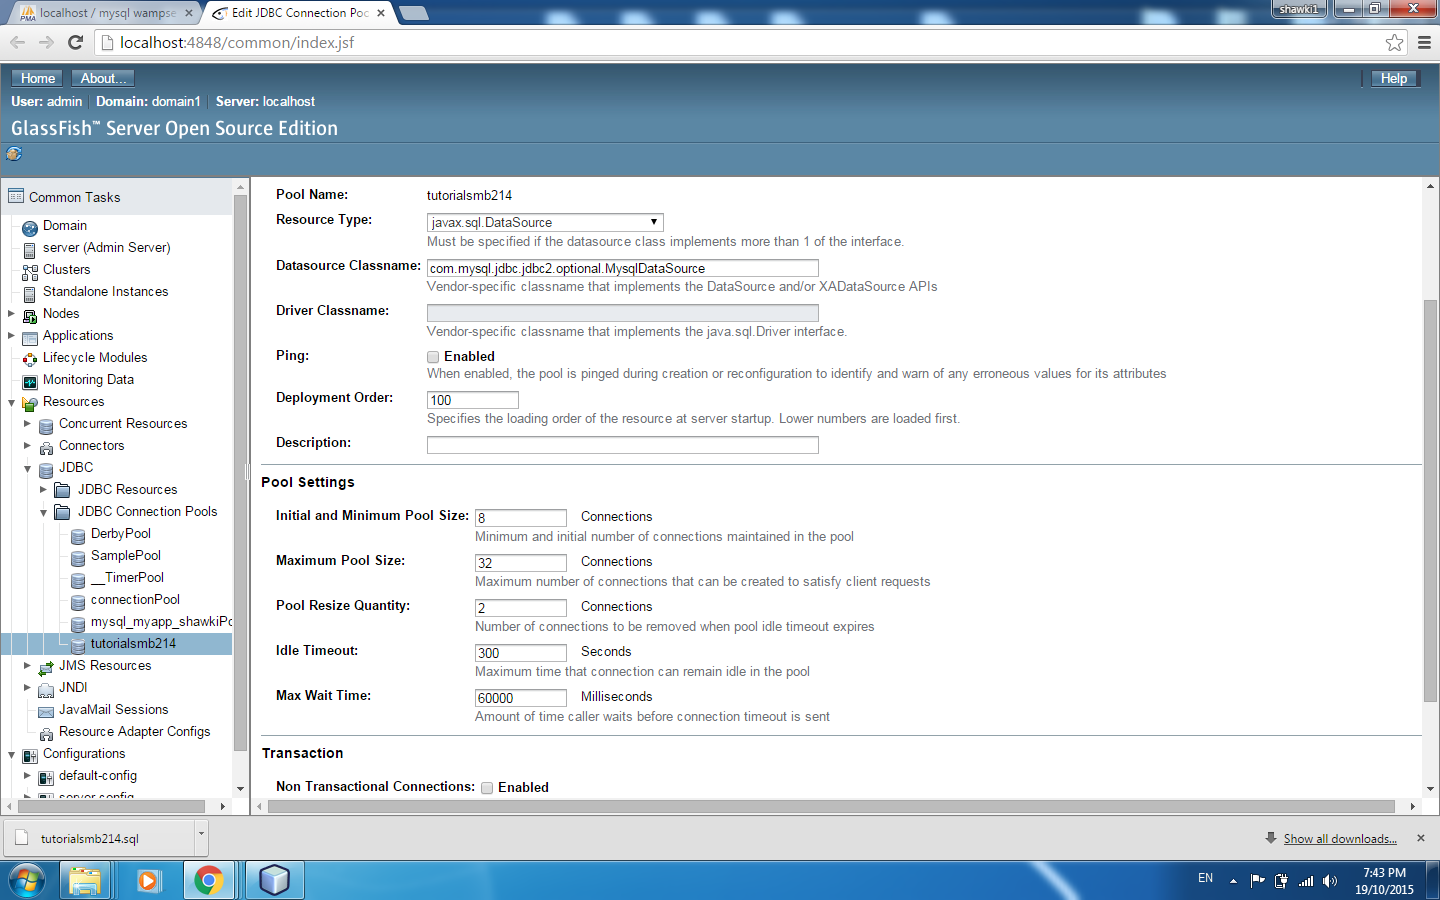 localhost / mysql wampse
Edit JDBC Connection Poo
shawki1
localhost:4848/common/index.jsf
Home
About...
Help
User: admin
Domain: domain1
Server: localhost
GlassFish™ Server Open Source Edition
Common Tasks
Domain
server (Admin Server)
Clusters
Standalone Instances
Nodes
Applications
Lifecycle Modules
Monitoring Data
Resources
Concurrent Resources
Connectors
JDBC
JDBC Resources
JDBC Connection Pools
DerbyPool
SamplePool
__TimerPool
connectionPool
mysql_myapp_shawkiPo
tutorialsmb214
JMS Resources
JNDI
JavaMail Sessions
Resource Adapter Configs
Configurations
default-config
server-config
Pool Name: tutorialsmb214
Resource Type: javax.sql.DataSource
Must be specified if the datasource class implements more than 1 of the interface.
Datasource Classname: com.mysql.jdbc.jdbc2.optional.MysqlDataSource
Vendor-specific classname that implements the DataSource and/or XADataSource APIs
Driver Classname:
Vendor-specific classname that implements the java.sql.Driver interface.
Ping: Enabled
When enabled, the pool is pinged during creation or reconfiguration to identify and warn of any erroneous values for its attributes
Deployment Order: 100
Specifies the loading order of the resource at server startup. Lower numbers are loaded first.
Description:
Pool Settings
Initial and Minimum Pool Size: 8 Connections
Minimum and initial number of connections maintained in the pool
Maximum Pool Size: 32 Connections
Maximum number of connections that can be created to satisfy client requests
Pool Resize Quantity: 2 Connections
Number of connections to be removed when pool idle timeout expires
Idle Timeout: 300 Seconds
Maximum time that connection can remain idle in the pool
Max Wait Time: 60000 Milliseconds
Amount of time caller waits before connection timeout is sent
Transaction
Non Transactional Connections: Enabled
tutorialsmb214.sql
Show all downloads...
EN
7:43 PM
19/10/2015